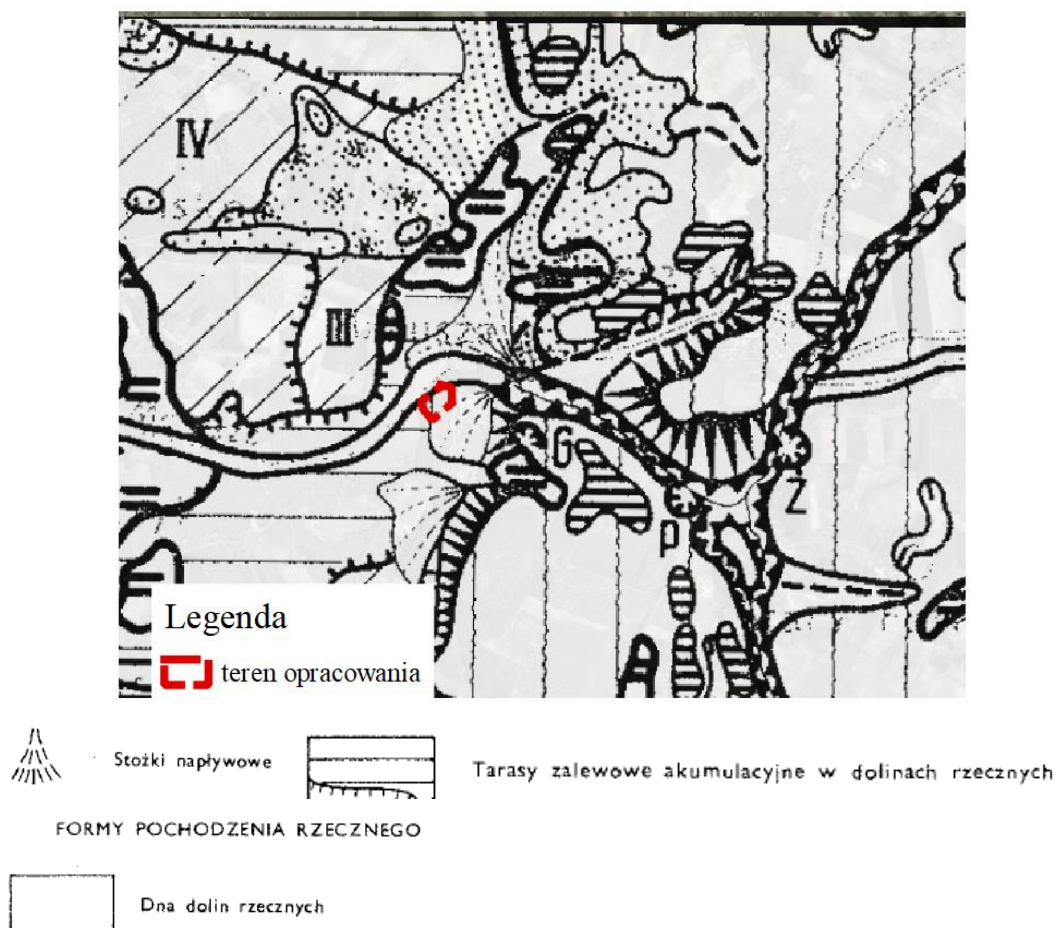 IV
III
G
P
Z
Legenda
teren opracowania
Stożki napływowe
Tarasy zalewowe akumulacyjne w dolinach rzecznych
FORMY POCHODZENIA RZECZNEGO
Dna dolin rzecznych